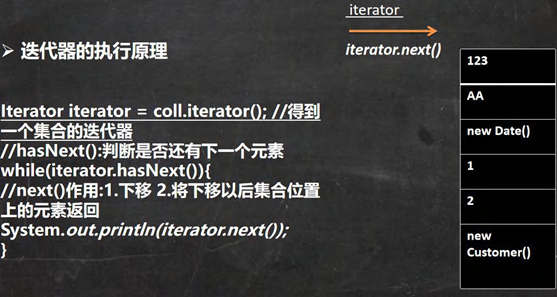 iterator
iterator.next()
➢ 迭代器的执行原理
Iterator iterator = coll.iterator(); //得到
一个集合的迭代器
//hasNext():判断是否还有下一个元素
while(iterator.hasNext()){
//next()作用:1.下移 2.将下移以后集合位置
上的元素返回
System.out.println(iterator.next());
}
123
AA
new Date()
1
2
new
Customer()